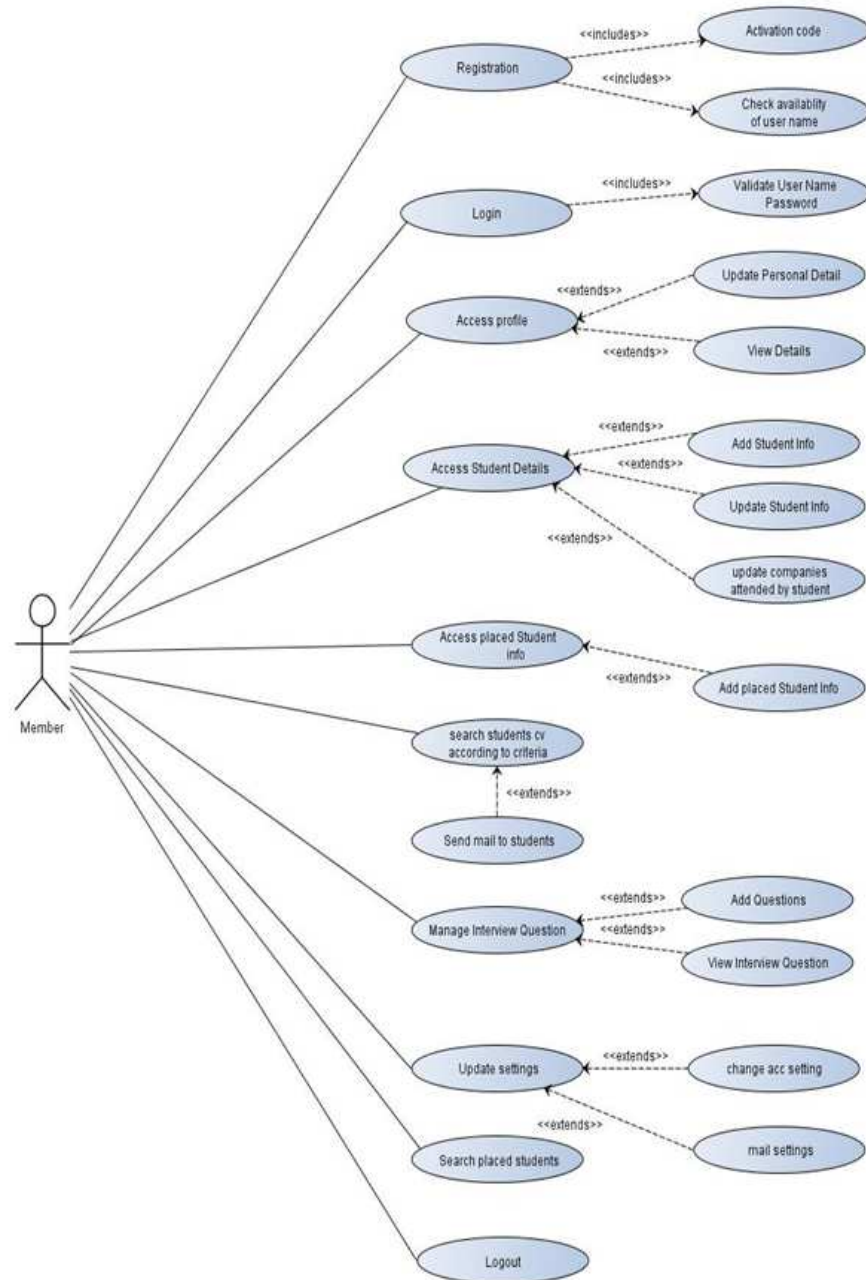 <<includes>>
Activation code
Registration
<<includes>>
Check availablity
of user name
<<includes>>
Validate User Name
Password
Login
Update Personal Detail
<<extends>>
Access profile
View Details
<<extends>>
<<extends>>
Add Student Info
Access Student Details
<<extends>>
Update Student Info
<<extends>>
update companies
attended by student
Access placed Student
info
<<extends>>
Add placed Student Info
Member
search students cv
according to criteria
<<extends>>
Send mail to students
<<extends>>
Add Questions
Manage Interview Question
<<extends>>
View Interview Question
<<extends>>
Update settings
change acc setting
<<extends>>
mail settings
Search placed students
Logout